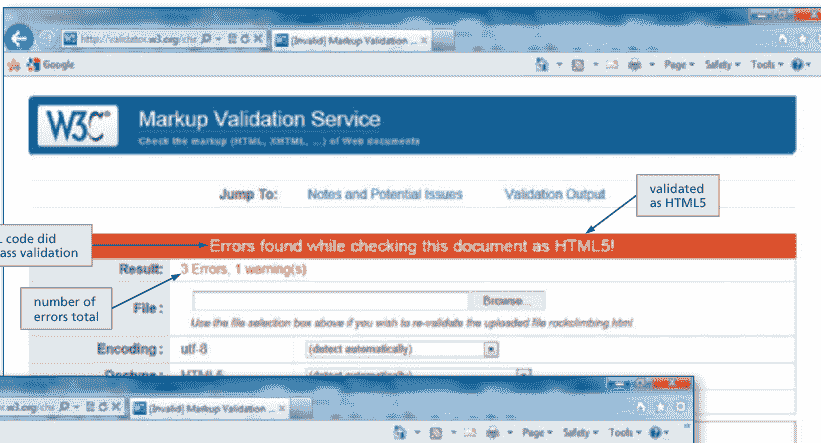 http://validator.w3.org/che
[Invalid] Markup Validation ...
Google
Page Safety Tools
W3C
Markup Validation Service
Check the markup (HTML, XHTML, ...) of Web documents
Jump To: Notes and Potential Issues Validation Output
validated
as HTML5
L code did
ass validation
Errors found while checking this document as HTML5!
Result: 3 Errors, 1 warning(s)
number of
errors total
File: Browse...
Use the file selection box above if you wish to re-validate the uploaded file rockclimbing.html
Encoding: utf-8 (detect automatically)
Doctype: HTML5 (detect automatically)
w3.org/che
[Invalid] Markup Validation ...
Page Safety Tools